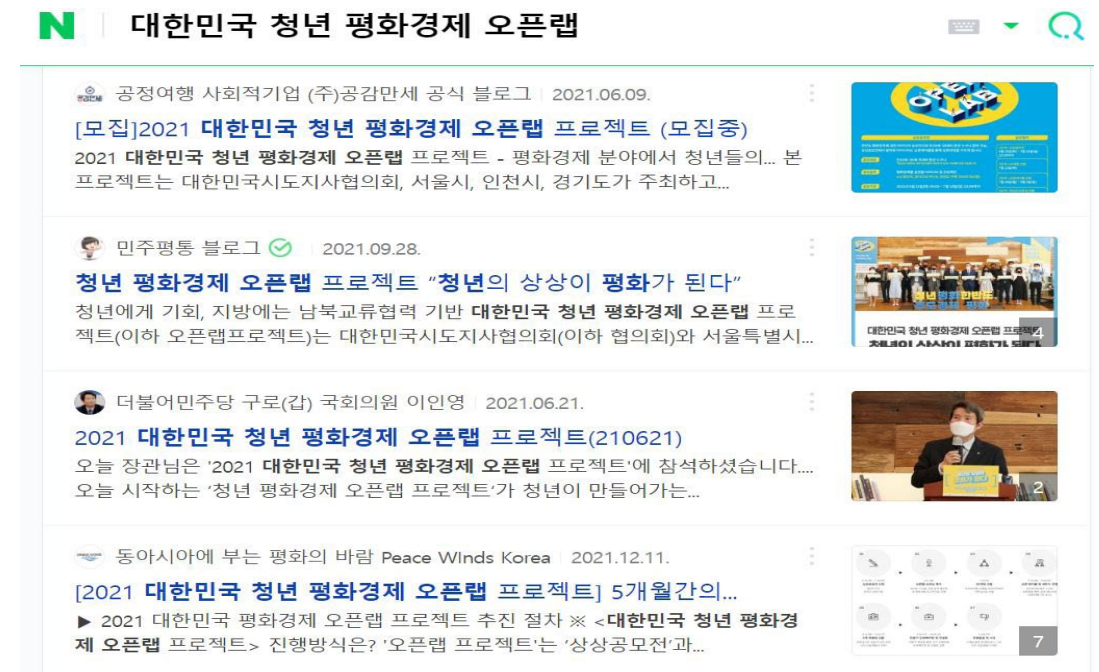 N 대한민국 청년 평화경제 오픈랩
공정여행 사회적기업 (주)공감만세 공식 블로그 2021.06.09.
[모집]2021 대한민국 청년 평화경제 오픈랩 프로젝트 (모집중)
2021 대한민국 청년 평화경제 오픈랩 프로젝트 - 평화경제 분야에서 청년들의... 본
프로젝트는 대한민국시도지사협의회, 서울시, 인천시, 경기도가 주최하고...
OPEN
LAB
민주평통 블로그 2021.09.28.
청년 평화경제 오픈랩 프로젝트 “청년의 상상이 평화가 된다”
청년에게 기회, 지방에는 남북교류협력 기반 대한민국 청년 평화경제 오픈랩 프로
젝트(이하 오픈랩프로젝트)는 대한민국시도지사협의회(이하 협의회)와 서울특별시...
대한민국 청년 평화경제 오픈랩 프로젝트
청년의 상상이 평화가 된다
4
더불어민주당 구로(갑) 국회의원 이인영 2021.06.21.
2021 대한민국 청년 평화경제 오픈랩 프로젝트(210621)
오늘 장관님은 '2021 대한민국 청년 평화경제 오픈랩 프로젝트'에 참석하셨습니다....
오늘 시작하는 ‘청년 평화경제 오픈랩 프로젝트’가 청년이 만들어가는...
2
동아시아에 부는 평화의 바람 Peace WInds Korea 2021.12.11.
[2021 대한민국 청년 평화경제 오픈랩 프로젝트] 5개월간의...
▶ 2021 대한민국 평화경제 오픈랩 프로젝트 추진 절차 ※ <대한민국 청년 평화경
제 오픈랩 프로젝트> 진행방식은? '오픈랩 프로젝트'는 ‘상상공모전’과...
7